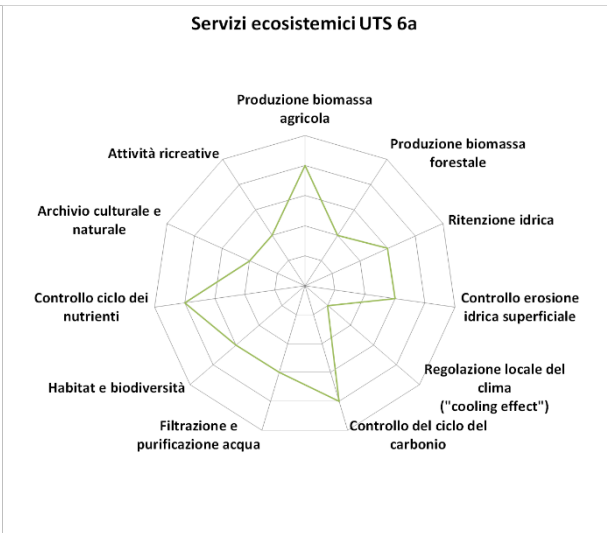 Servizi ecosistemici UTS 6a
Produzione biomassa
agricola
Produzione biomassa
forestale
Ritenzione idrica
Controllo erosione
idrica superficiale
Regolazione locale del
clima
("cooling effect")
Controllo del ciclo del
carbonio
Filtrazione e
purificazione acqua
Habitat e biodiversità
Controllo ciclo dei
nutrienti
Archivio culturale e
naturale
Attività ricreative